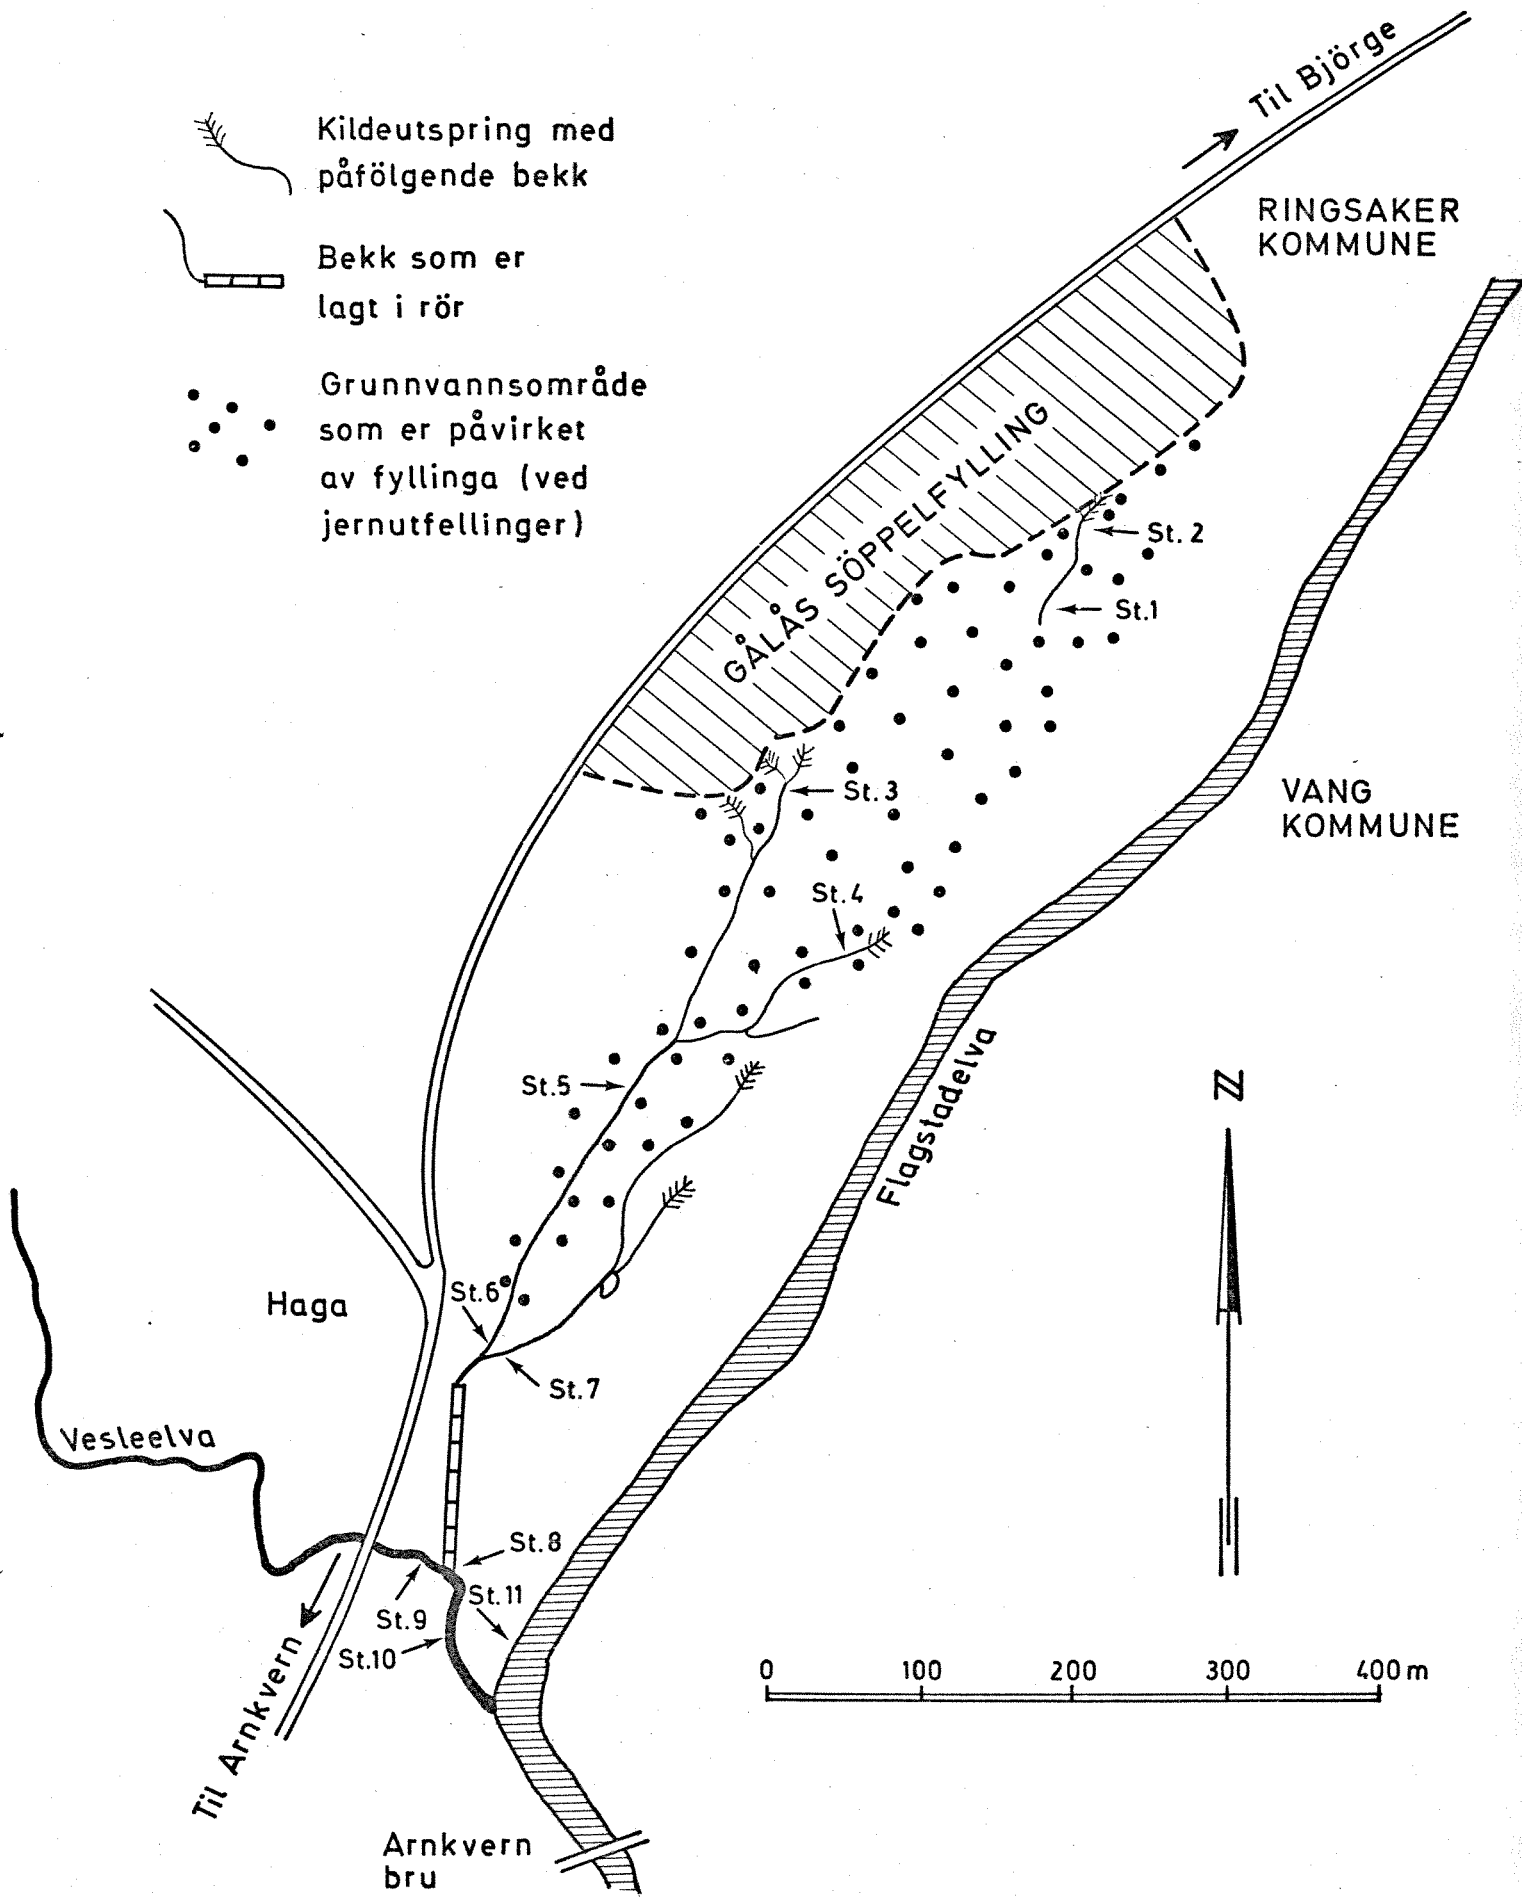 Til Björge
Kildeutspring med
påfölgende bekk
RINGSAKER
KOMMUNE
Bekk som er
lagt i rör
Grunnvannsområde
som er påvirket
av fyllinga (ved
jernutfellinger)
GÅLÅS SÖPPELFYLLING
St. 2
St.1
St.3
VANG
KOMMUNE
St.4
St.5
Flagstadelva
N
St.6
Haga
St.7
Vesleelva
St.8
St.11
St.9
St.10
Til Arnkvern
0 100 200 300 400 m
Arnkvern
bru